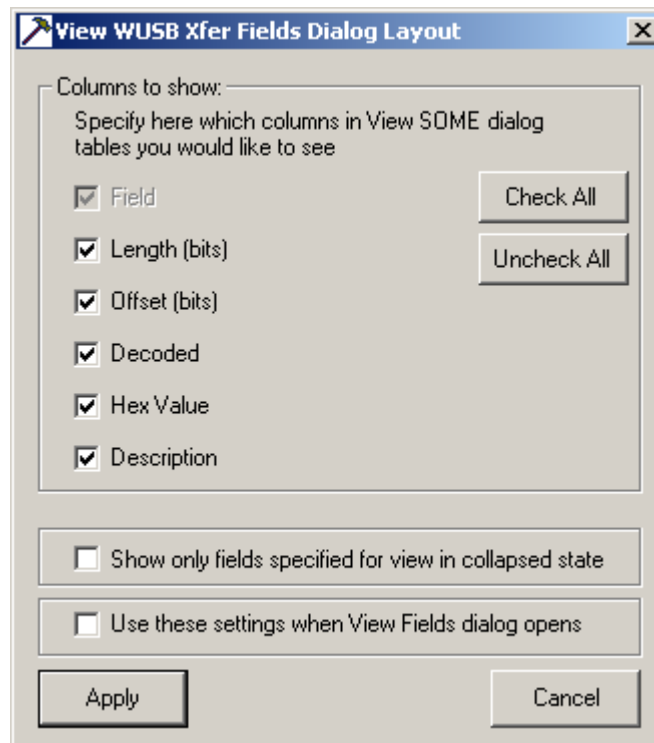 View WUSB Xfer Fields Dialog Layout
Columns to show:
Specify here which columns in View SOME dialog
tables you would like to see
Field
Check All
Length (bits)
Uncheck All
Offset (bits)
Decoded
Hex Value
Description
Show only fields specified for view in collapsed state
Use these settings when View Fields dialog opens
Apply
Cancel